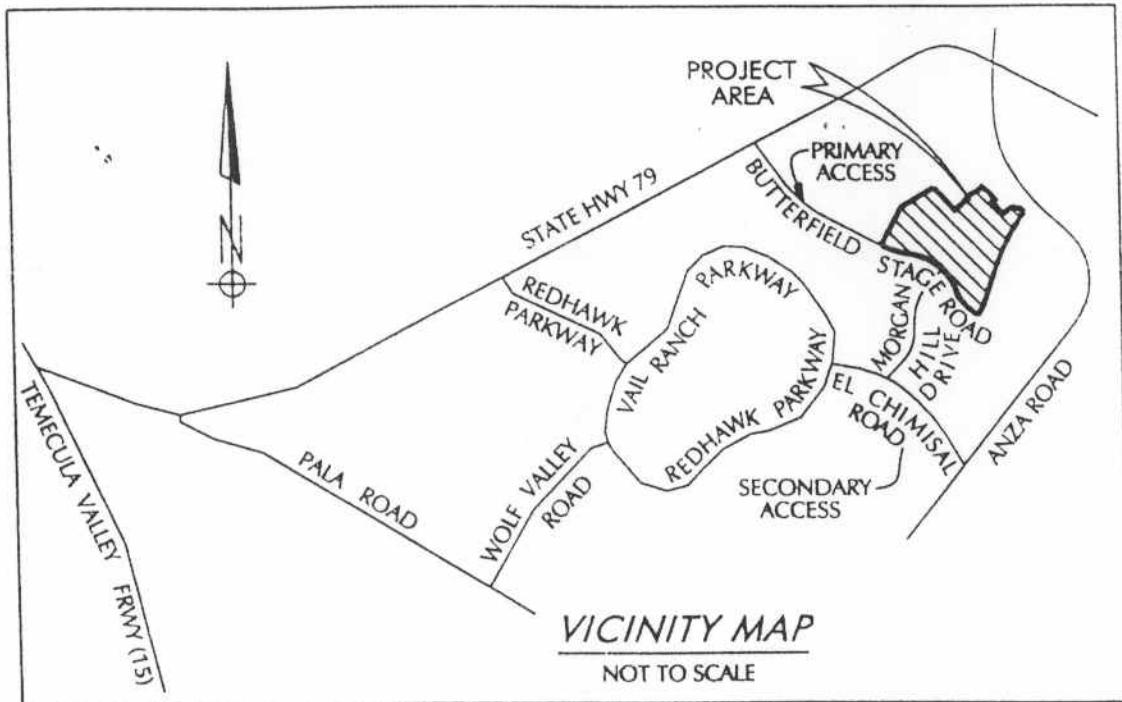 PROJECT
AREA
PRIMARY
ACCESS
STATE HWY 79
BUTTERFIELD STAGE ROAD
N
REDHAWK
PARKWAY
VAIL RANCH PARKWAY
MORGAN
HILL
DRIVE
REDHAWK PARKWAY
EL CHIMISAL
ROAD
ANZA ROAD
TEMECULA VALLEY FRWY (15)
PALA ROAD
WOLF VALLEY
ROAD
SECONDARY
ACCESS
VICINITY MAP
NOT TO SCALE